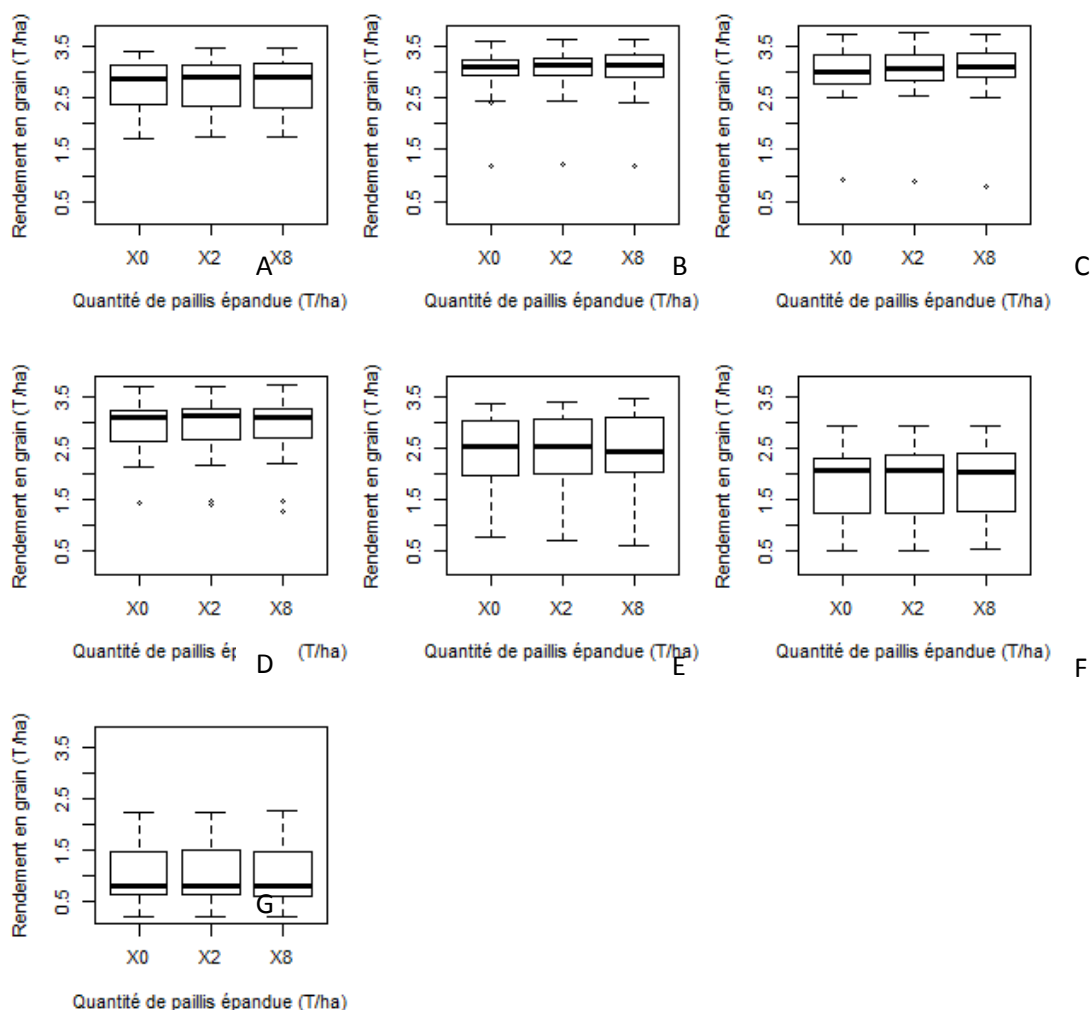 Rendement en grain (T/ha)
3.5
2.5
1.5
0.5
X0 X2 X8
A
Quantité de paillis épandue (T/ha)
Rendement en grain (T/ha)
3.5
2.5
1.5
0.5
X0 X2 X8
B
Quantité de paillis épandue (T/ha)
Rendement en grain (T/ha)
3.5
2.5
1.5
0.5
X0 X2 X8
C
Quantité de paillis épandue (T/ha)
Rendement en grain (T/ha)
3.5
2.5
1.5
0.5
X0 X2 X8
Quantité de paillis (T/ha)
D
Rendement en grain (T/ha)
3.5
2.5
1.5
0.5
X0 X2 X8
Quantité de paillis épandue (T/ha)
E
Rendement en grain (T/ha)
3.5
2.5
1.5
0.5
X0 X2 X8
Quantité de paillis épandue (T/ha)
F
Rendement en grain (T/ha)
3.5
2.5
1.5
0.5
G
X0 X2 X8
Quantité de paillis épandue (T/ha)